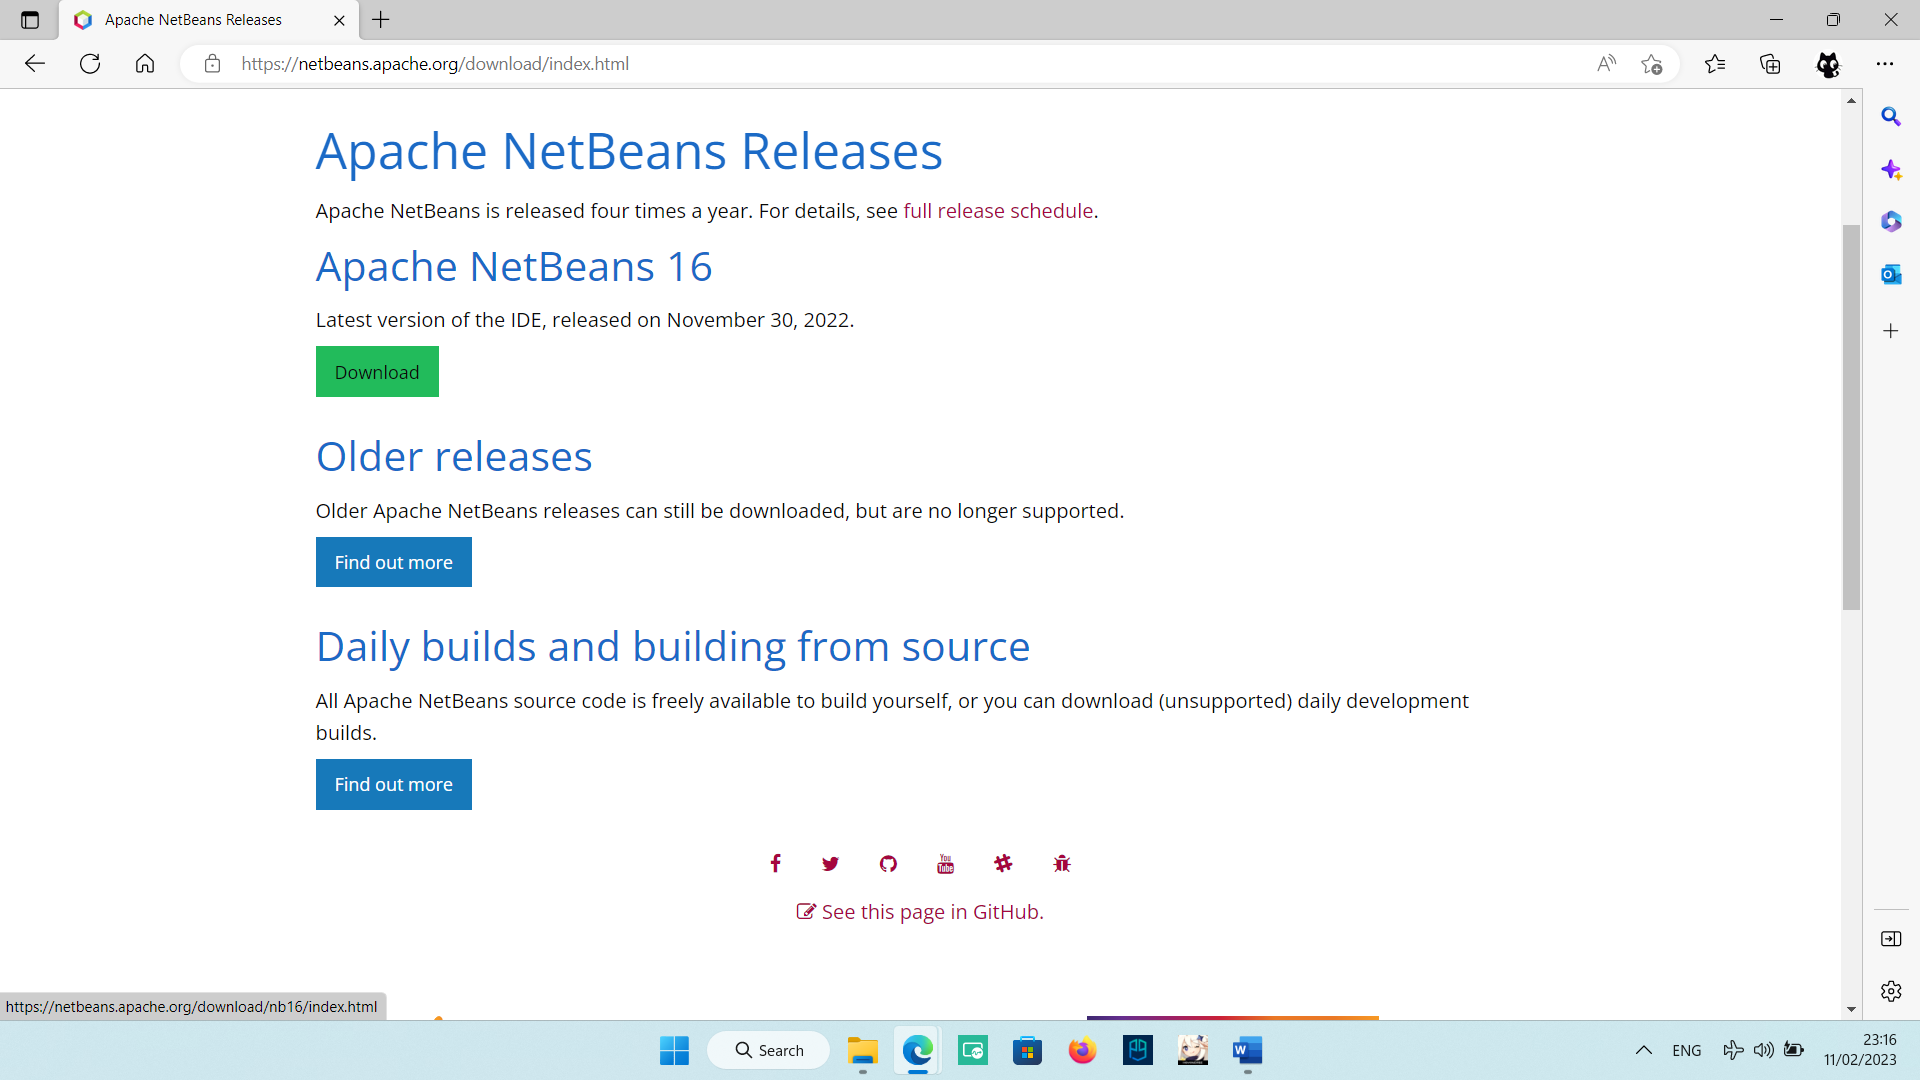 Apache NetBeans Releases
https://netbeans.apache.org/download/index.html
Apache NetBeans Releases
Apache NetBeans is released four times a year. For details, see full release schedule.
Apache NetBeans 16
Latest version of the IDE, released on November 30, 2022.
Download
Older releases
Older Apache NetBeans releases can still be downloaded, but are no longer supported.
Find out more
Daily builds and building from source
All Apache NetBeans source code is freely available to build yourself, or you can download (unsupported) daily development
builds.
Find out more
You
Tube
See this page in GitHub.
https://netbeans.apache.org/download/nb16/index.html
Search
ENG
23:16
11/02/2023